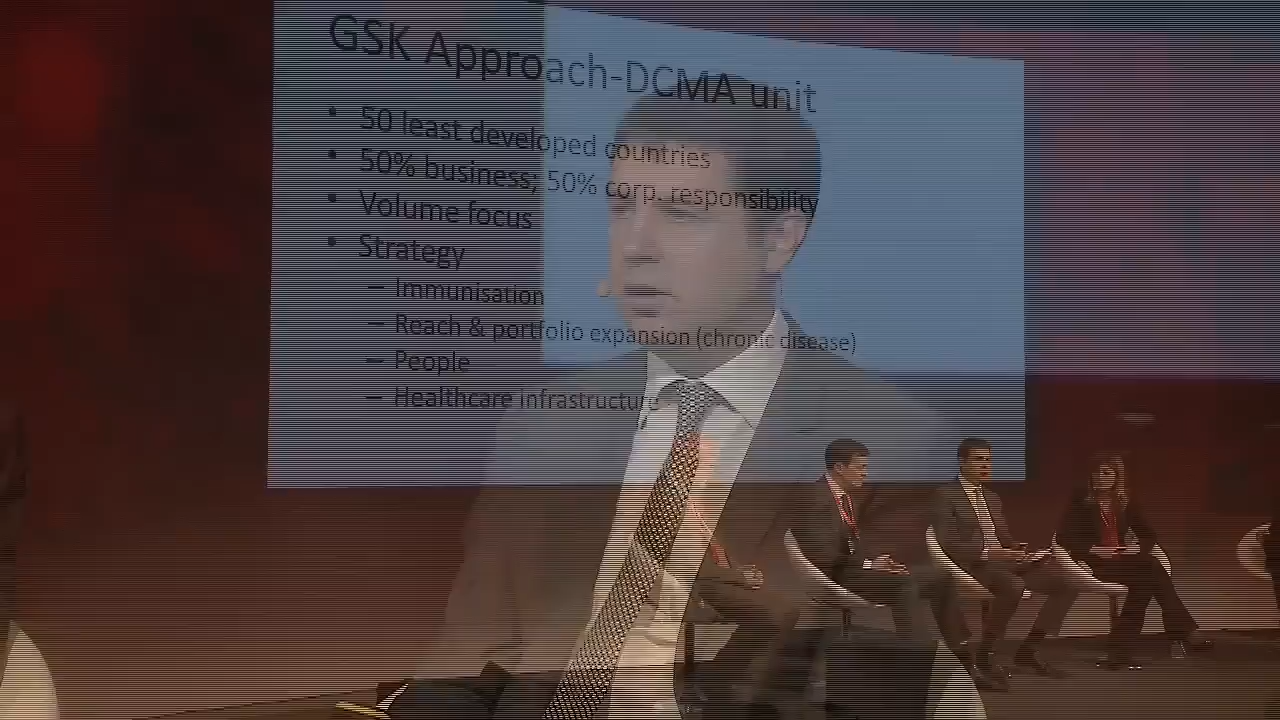 GSK Approach-DCMA unit
• 50 least developed countries
• 50% business; 50% corp. responsibility
• Volume focus
• Strategy
– Immunisation
– Reach & portfolio expansion (chronic disease)
– People
– Healthcare infrastructure